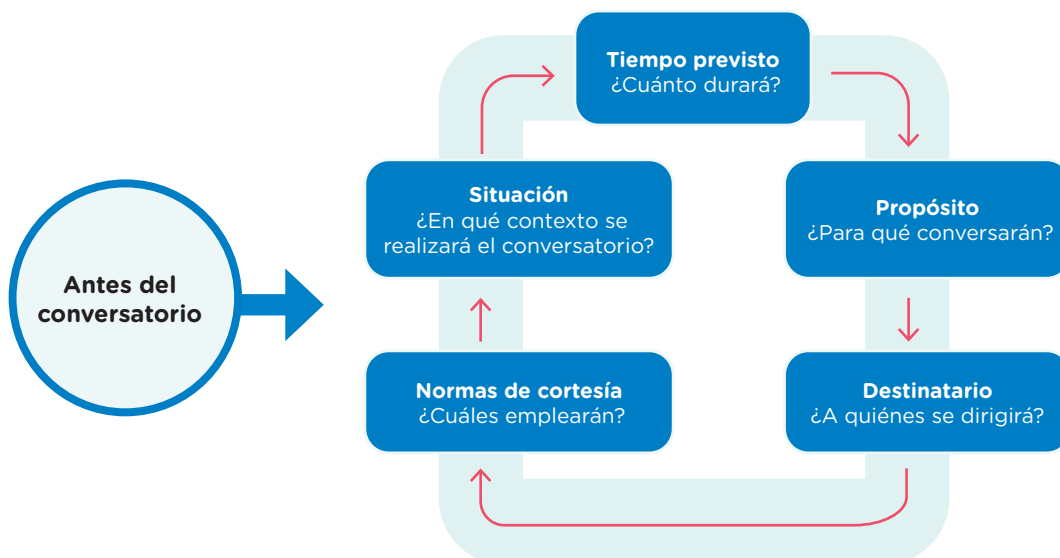 Tiempo previsto
¿Cuánto durará?
Situación
¿En qué contexto se
realizará el conversatorio?
Propósito
¿Para qué conversarán?
Antes del
conversatorio
Normas de cortesía
¿Cuáles emplearán?
Destinatario
¿A quiénes se dirigirá?